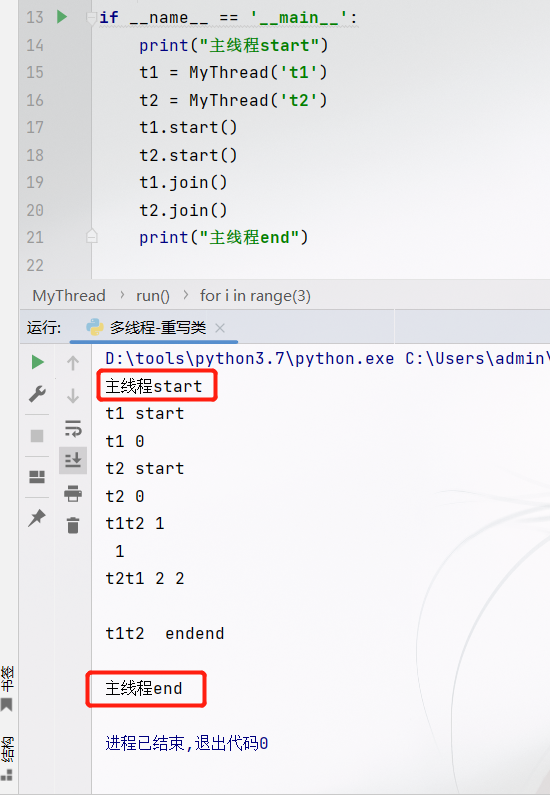 13 if __name__ == '__main__':
14 print("主线程start")
15 t1 = MyThread('t1')
16 t2 = MyThread('t2')
17 t1.start()
18 t2.start()
19 t1.join()
20 t2.join()
21 print("主线程end")
22
MyThread › run() › for i in range(3)
运行: 多线程-重写类 ×
D:\tools\python3.7\python.exe C:\Users\admin\
主线程start
t1 start
t1 0
t2 start
t2 0
t1t2 1
 1
t2t1 2 2
t1t2  endend
主线程end
进程已结束,退出代码0
书签
结构